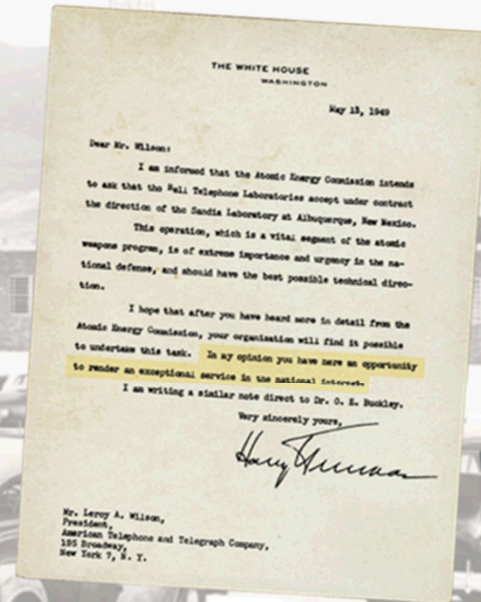 THE WHITE HOUSE
WASHINGTON
May 13, 1949
Dear Mr. Wilson:
I am informed that the Atomic Energy Commission intends
to ask that the Bell Telephone Laboratories accept under contract
the direction of the Sandia Laboratory at Albuquerque, New Mexico.
This operation, which is a vital segment of the atomic
weapons program, is of extreme importance and urgency in the na-
tional defense, and should have the best possible technical direc-
tion.
I hope that after you have heard more in detail from the
Atomic Energy Commission, your organization will find it possible
to undertake this task. In my opinion you have here an opportunity
to render an exceptional service in the national interest.
I am writing a similar note direct to Dr. O. E. Buckley.
Very sincerely yours,
Harry Truman
Mr. Leroy A. Wilson,
President,
American Telephone and Telegraph Company,
195 Broadway,
New York 7, N. Y.